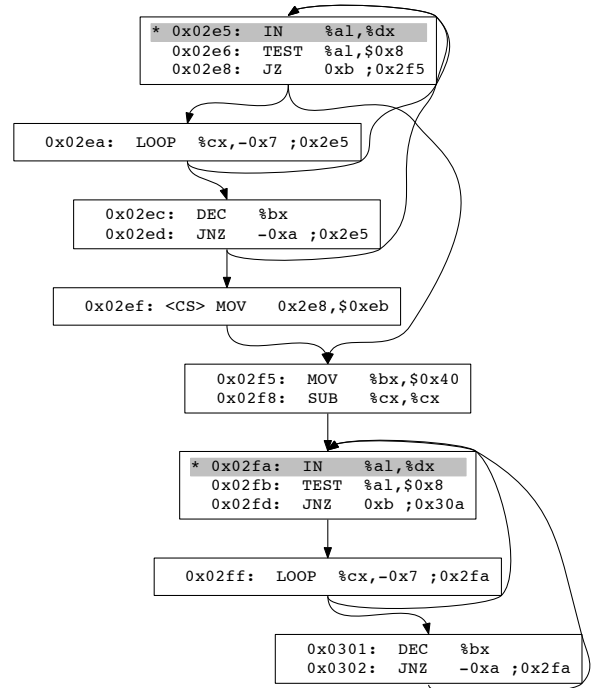 * 0x02e5: IN %al,%dx
0x02e6: TEST %al,$0x8
0x02e8: JZ 0xb ;0x2f5
0x02ea: LOOP %cx,-0x7 ;0x2e5
0x02ec: DEC %bx
0x02ed: JNZ -0xa ;0x2e5
0x02ef: <CS> MOV 0x2e8,$0xeb
0x02f5: MOV %bx,$0x40
0x02f8: SUB %cx,%cx
* 0x02fa: IN %al,%dx
0x02fb: TEST %al,$0x8
0x02fd: JNZ 0xb ;0x30a
0x02ff: LOOP %cx,-0x7 ;0x2fa
0x0301: DEC %bx
0x0302: JNZ -0xa ;0x2fa